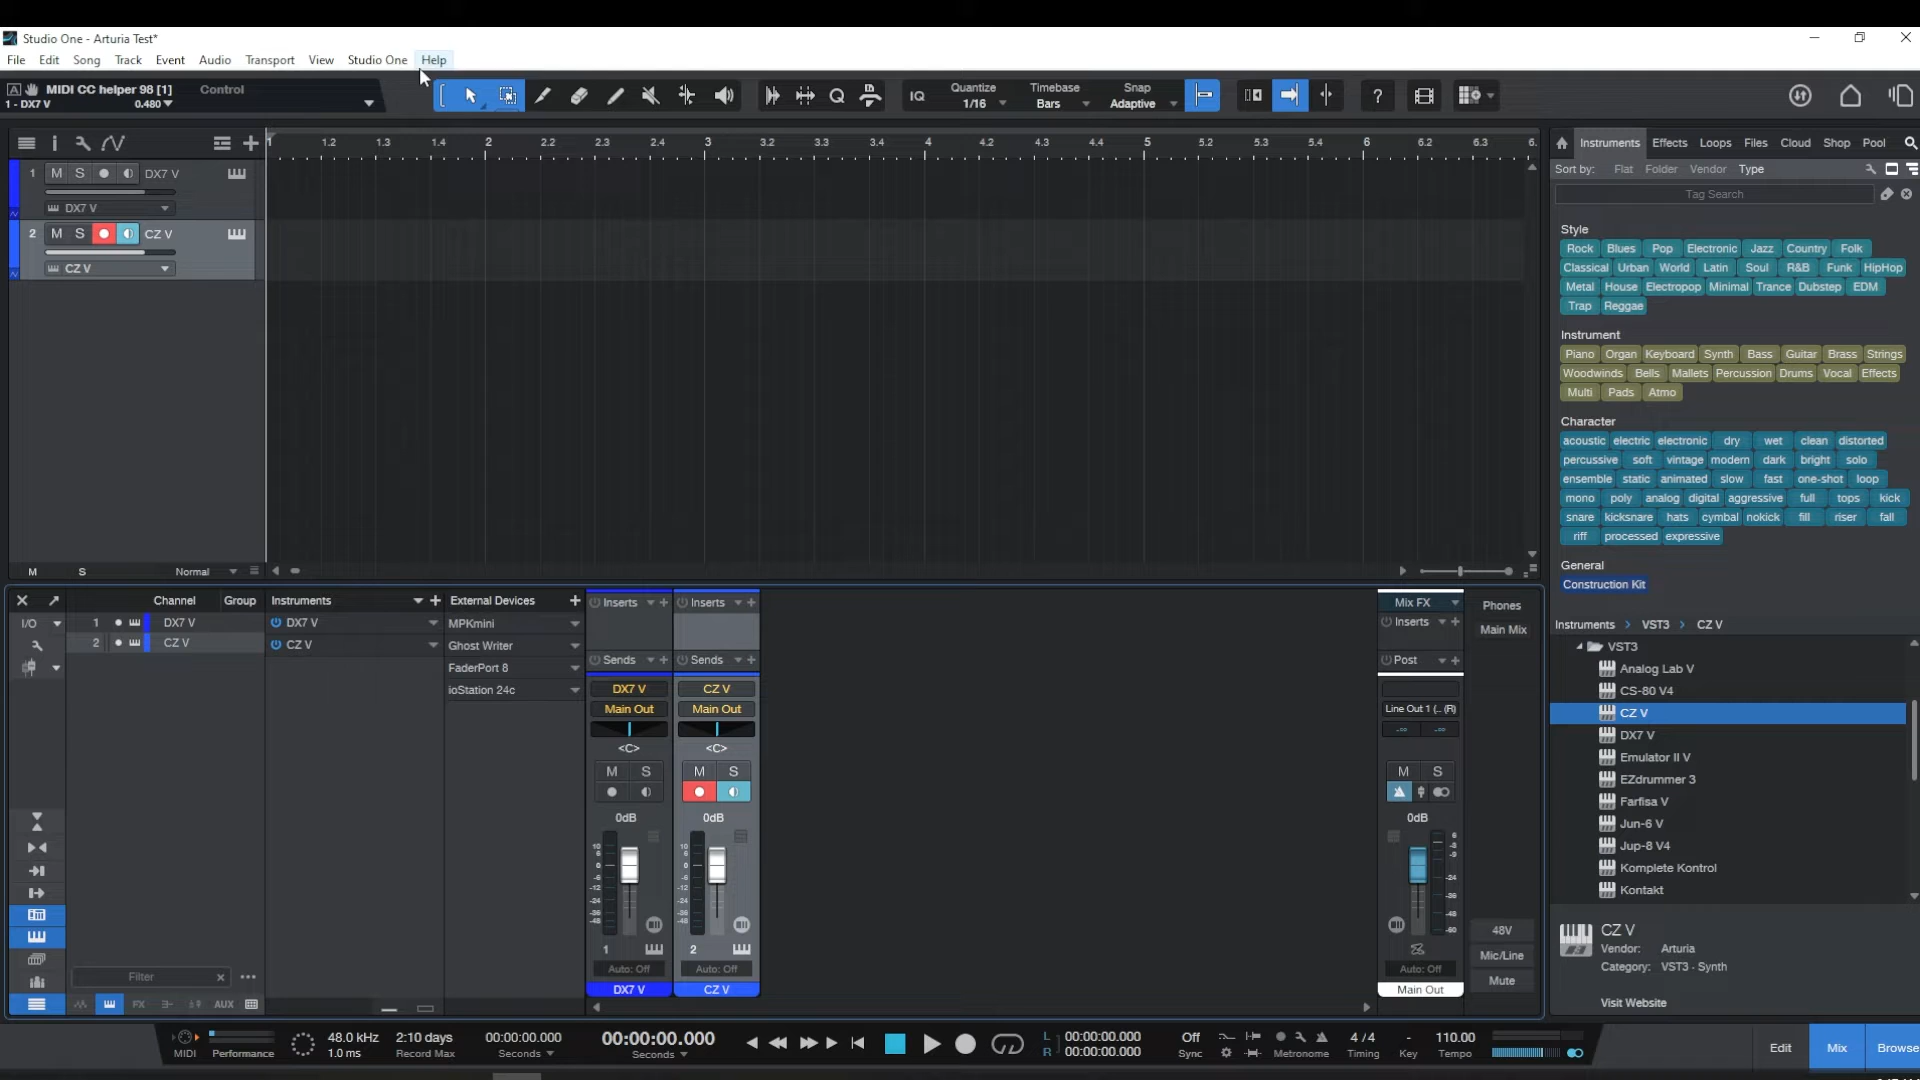 Studio One - Arturia Test*
File Edit Song Track Event Audio Transport View Studio One Help
MIDI CC helper 98 [1] Control
1 - DX7 V 0.480
IQ Quantize 1/16 Timebase Bars Snap Adaptive
1 1.2 1.3 1.4 2 2.2 2.3 2.4 3 3.2 3.3 3.4 4 4.2 4.3 4.4 5 5.2 5.3 5.4 6 6.2 6.3 6.
1 M S DX7 V
DX7 V
2 M S CZ V
CZ V
M S Normal
Instruments Effects Loops Files Cloud Shop Pool
Sort by: Flat Folder Vendor Type
Tag Search
Style
Rock Blues Pop Electronic Jazz Country Folk
Classical Urban World Latin Soul R&B Funk HipHop
Metal House Electropop Minimal Trance Dubstep EDM
Trap Reggae
Instrument
Piano Organ Keyboard Synth Bass Guitar Brass Strings
Woodwinds Bells Mallets Percussion Drums Vocal Effects
Multi Pads Atmo
Character
acoustic electric electronic dry wet clean distorted
percussive soft vintage modern dark bright solo
ensemble static animated slow fast one-shot loop
mono poly analog digital aggressive full tops kick
snare kicksnare hats cymbal nokick fill riser fall
riff processed expressive
General
Construction Kit
Instruments > VST3 > CZ V
VST3
Analog Lab V
CS-80 V4
CZ V
DX7 V
Emulator II V
EZdrummer 3
Farfisa V
Jun-6 V
Jup-8 V4
Komplete Kontrol
Kontakt
CZ V
Vendor: Arturia
Category: VST3 - Synth
Visit Website
Channel Group Instruments External Devices
I/O 1 DX7 V DX7 V MPKmini
2 CZ V CZ V Ghost Writer
FaderPort 8
ioStation 24c
Filter
FX AUX
Inserts Inserts
Sends Sends
DX7 V CZ V
Main Out Main Out
<C> <C>
M S M S
0dB 0dB
1 2
Auto: Off Auto: Off
DX7 V CZ V
Mix FX
Inserts
Post
Line Out 1 (.. (R)
M S
0dB
Auto: Off
Main Out
Phones
Main Mix
48V
Mic/Line
Mute
MIDI Performance
48.0 kHz
1.0 ms
2:10 days
Record Max
00:00:00.000
Seconds
00:00:00.000
Seconds
L 00:00:00.000
R 00:00:00.000
Off
Sync
Metronome
4 / 4
Timing
-
Key
110.00
Tempo
Edit Mix Browse